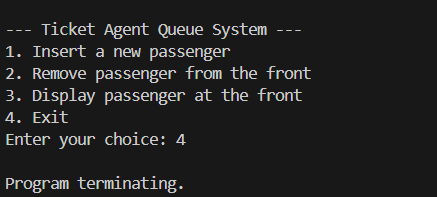 --- Ticket Agent Queue System ---
1. Insert a new passenger
2. Remove passenger from the front
3. Display passenger at the front
4. Exit
Enter your choice: 4
Program terminating.